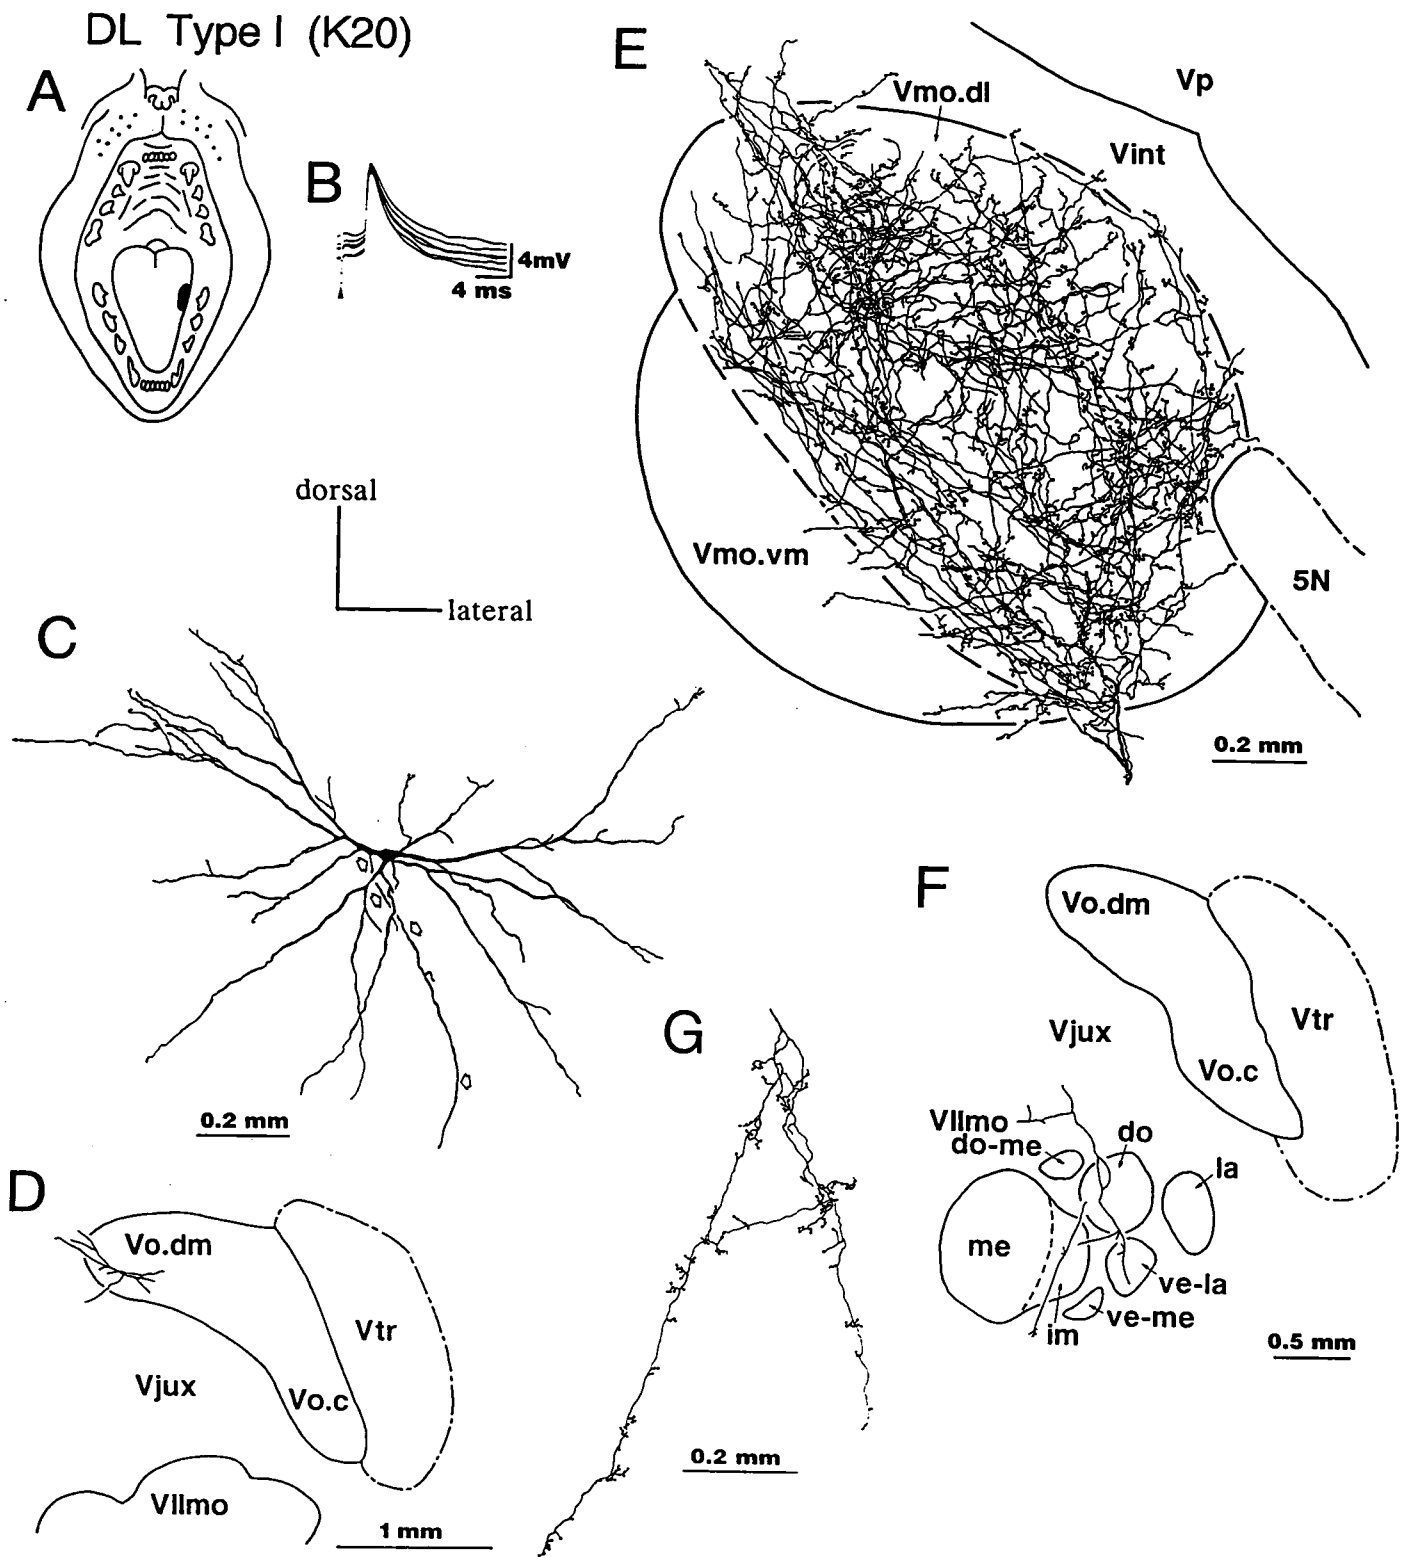 DL Type I (K20)
A
B
4mV
4 ms
dorsal
lateral
C
0.2 mm
D
Vo.dm
Vtr
Vjux
Vo.c
VIImo
1 mm
E
Vp
Vmo.dl
Vint
Vmo.vm
5N
0.2 mm
F
Vo.dm
Vtr
Vjux
Vo.c
VIImo
do-me
do
la
me
ve-la
ve-me
im
0.5 mm
G
0.2 mm